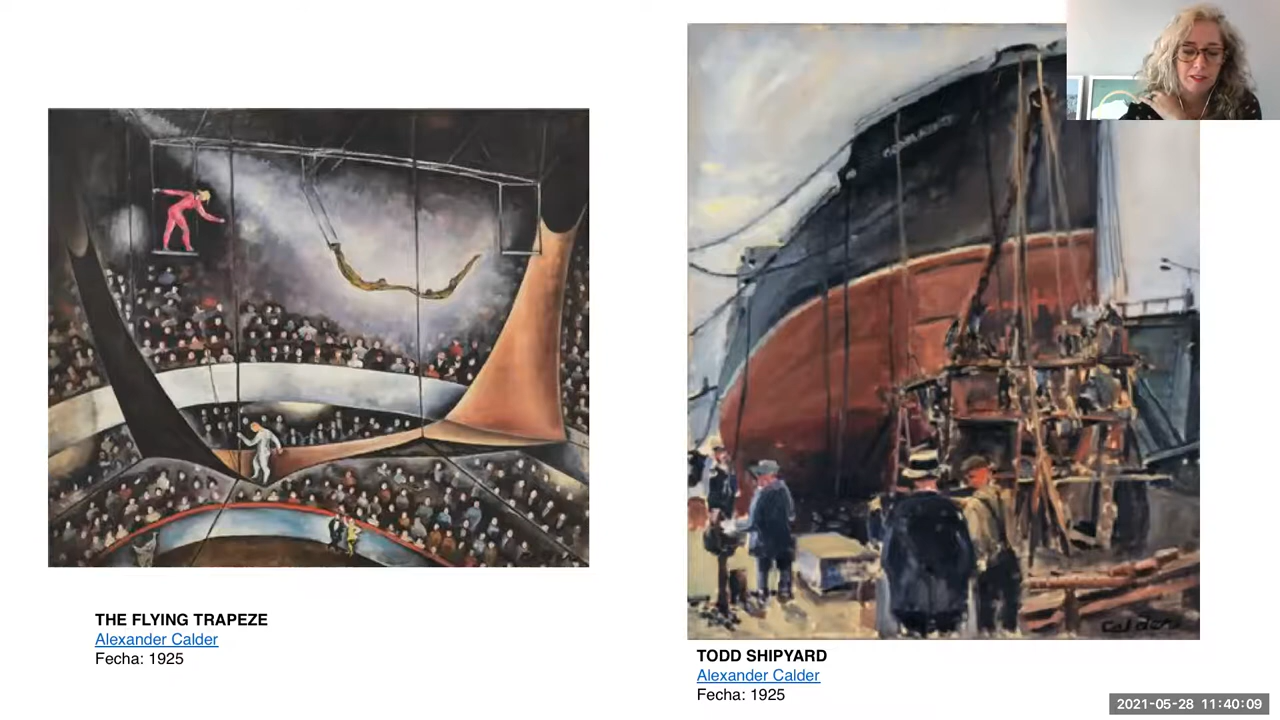 THE FLYING TRAPEZE
Alexander Calder
Fecha: 1925
Calder
TODD SHIPYARD
Alexander Calder
Fecha: 1925
2021-05-28 11:40:09